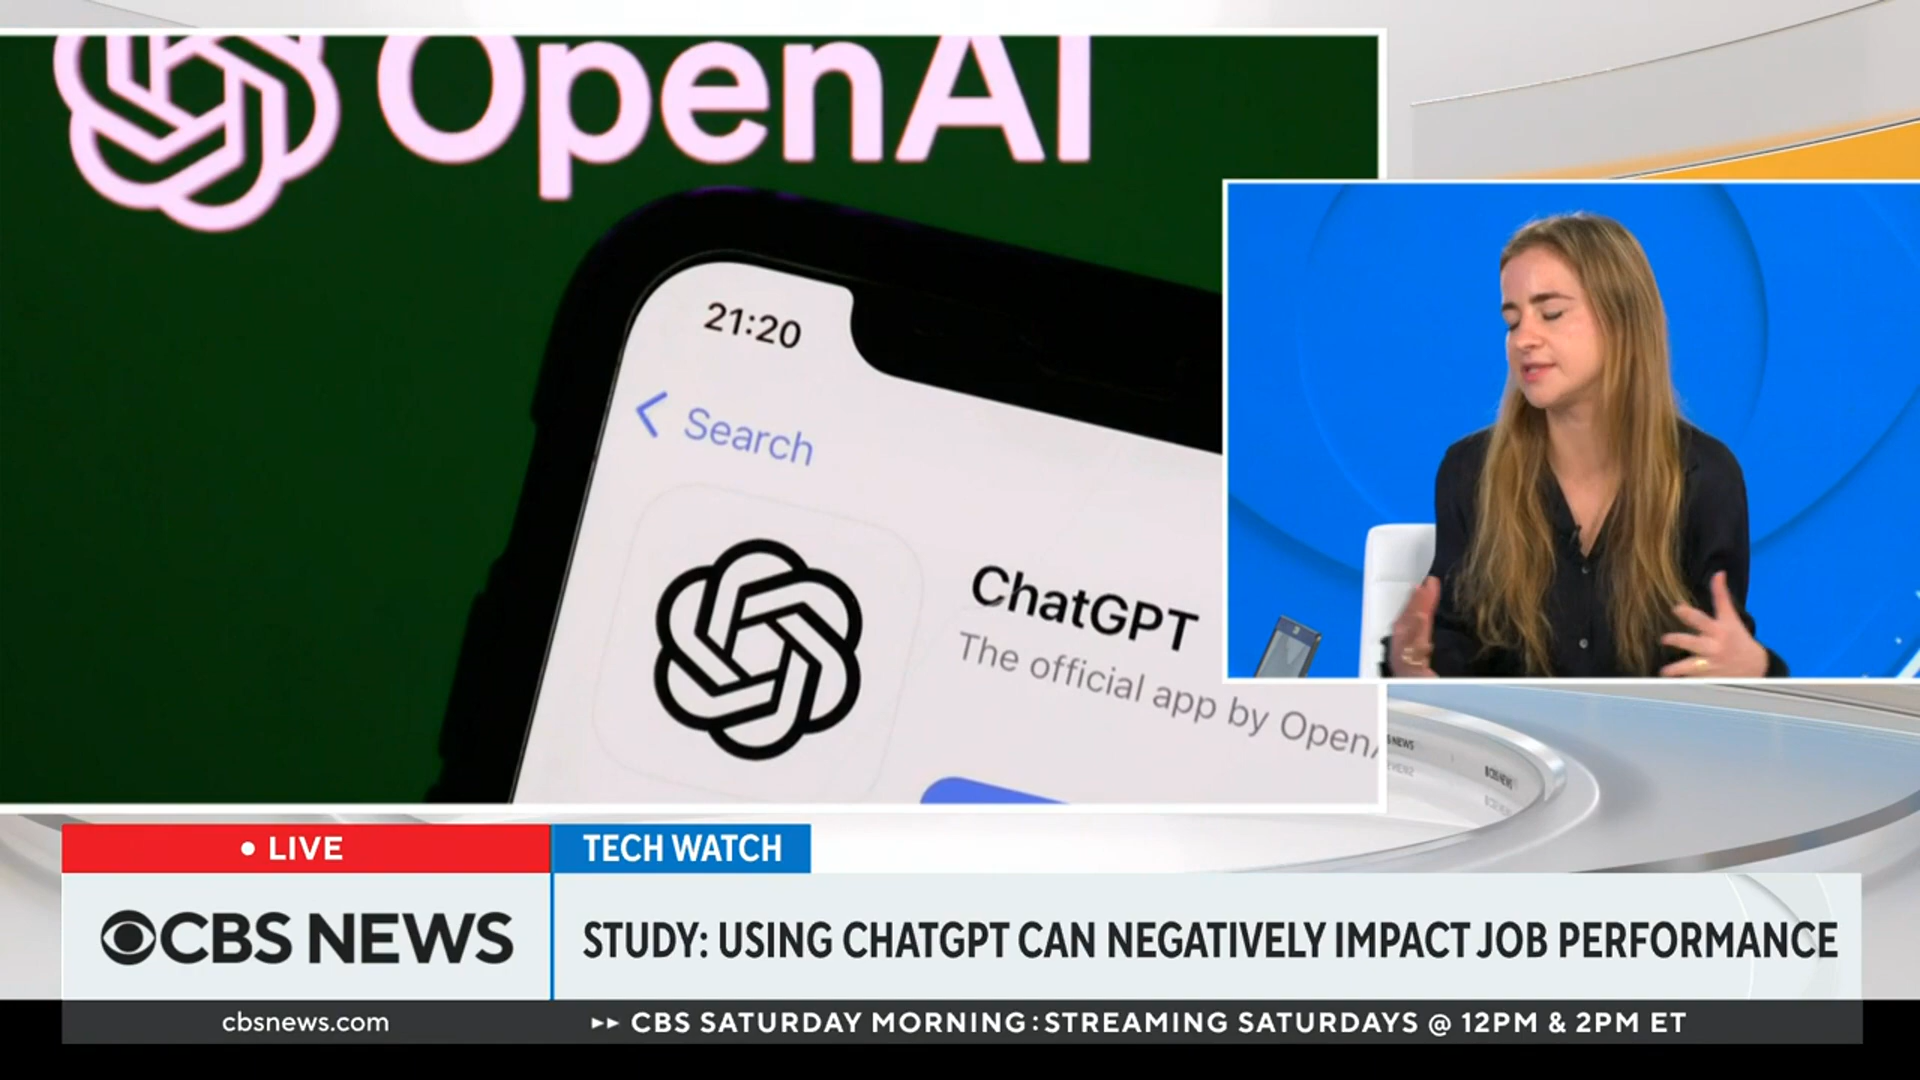 OpenAI
21:20
Search
ChatGPT
The official app by OpenA
LIVE
TECH WATCH
CBS NEWS
STUDY: USING CHATGPT CAN NEGATIVELY IMPACT JOB PERFORMANCE
cbsnews.com
CBS SATURDAY MORNING: STREAMING SATURDAYS @ 12PM & 2PM ET